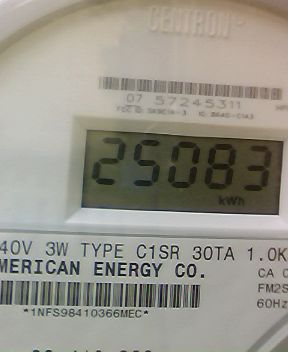 CENTRON
07 57245311
25083
kWh
40V 3W TYPE C1SR 30TA 1.0K
MERICAN ENERGY CO.
CA
FM2S
60Hz
*1NFS98410366MEC*